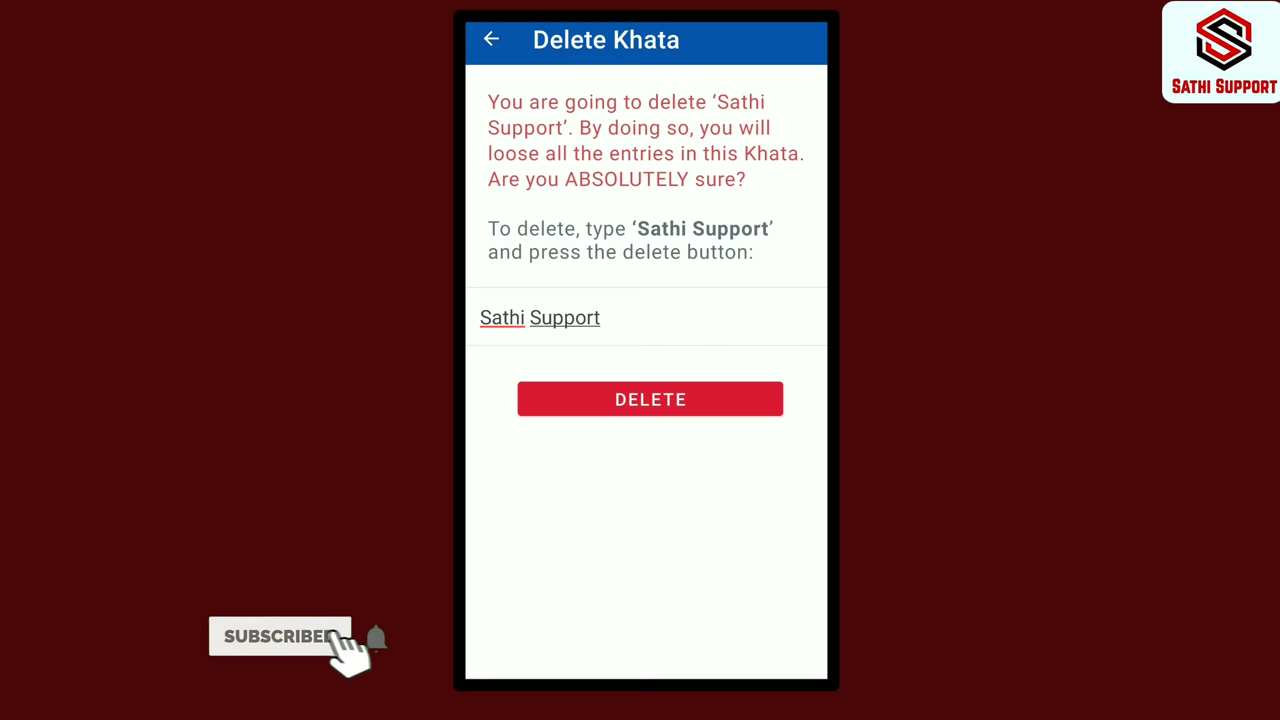 Delete Khata
SATHI SUPPORT
You are going to delete ‘Sathi
Support’. By doing so, you will
loose all the entries in this Khata.
Are you ABSOLUTELY sure?
To delete, type ‘Sathi Support’
and press the delete button:
Sathi Support
DELETE
SUBSCRIBED